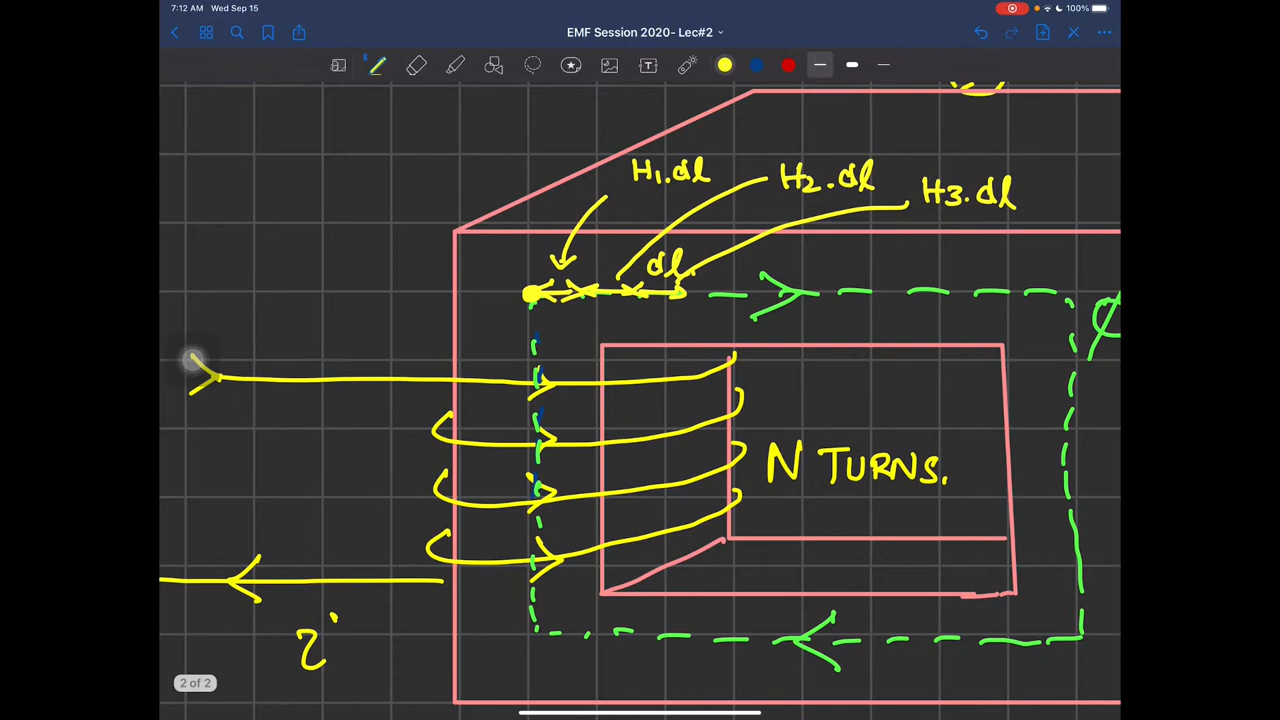 7:12 AM Wed Sep 15
100%
EMF Session 2020- Lec#2
H1.dl
H2.dl
H3.dl
dl
N TURNS.
i
2 of 2